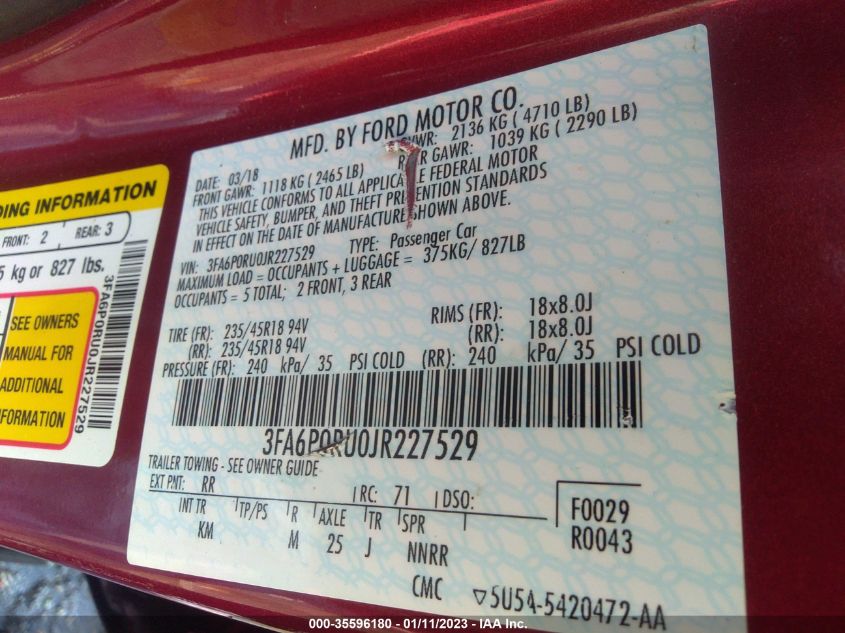 DING INFORMATION
FRONT: 2 REAR: 3
5 kg or 827 lbs.
SEE OWNERS
MANUAL FOR
ADDITIONAL
INFORMATION
3FA6P0RU0JR227529
MFD. BY FORD MOTOR CO.
DATE: 03/18 GVWR: 2136 KG ( 4710 LB)
FRONT GAWR: 1118 KG ( 2465 LB) GAWR: 1039 KG ( 2290 LB)
THIS VEHICLE CONFORMS TO ALL FEDERAL MOTOR
VEHICLE SAFETY, BUMPER, AND THEFT STANDARDS
IN EFFECT ON THE DATE OF MANUFACTURE SHOWN ABOVE.
VIN: 3FA6P0RU0JR227529 TYPE: Passenger Car
MAXIMUM LOAD = OCCUPANTS + LUGGAGE = 375KG/ 827LB
OCCUPANTS = 5 TOTAL; 2 FRONT, 3 REAR
TIRE (FR): 235/45R18 94V RIMS (FR): 18x8.0J
(RR): 235/45R18 94V (RR): 18x8.0J
PRESSURE (FR): 240 kPa/ 35 PSI COLD (RR): 240 kPa/ 35 PSI COLD
3FA6P0RU0JR227529
TRAILER TOWING - SEE OWNER GUIDE
EXT PNT: RR RC: 71 DSO:
INT TR TP/PS R AXLE TR SPR
KM M 25 J NNRR
CMC
F0029
R0043
▽5U54-5420472-AA
000-35596180 - 01/11/2023 - IAA Inc.